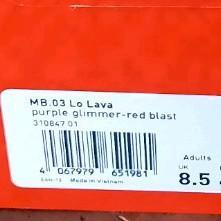 MB.03 Lo Lava
purple glimmer-red blast
310847 01
Adults
UK
8.5
4 067979 651981
Made in Vietnam